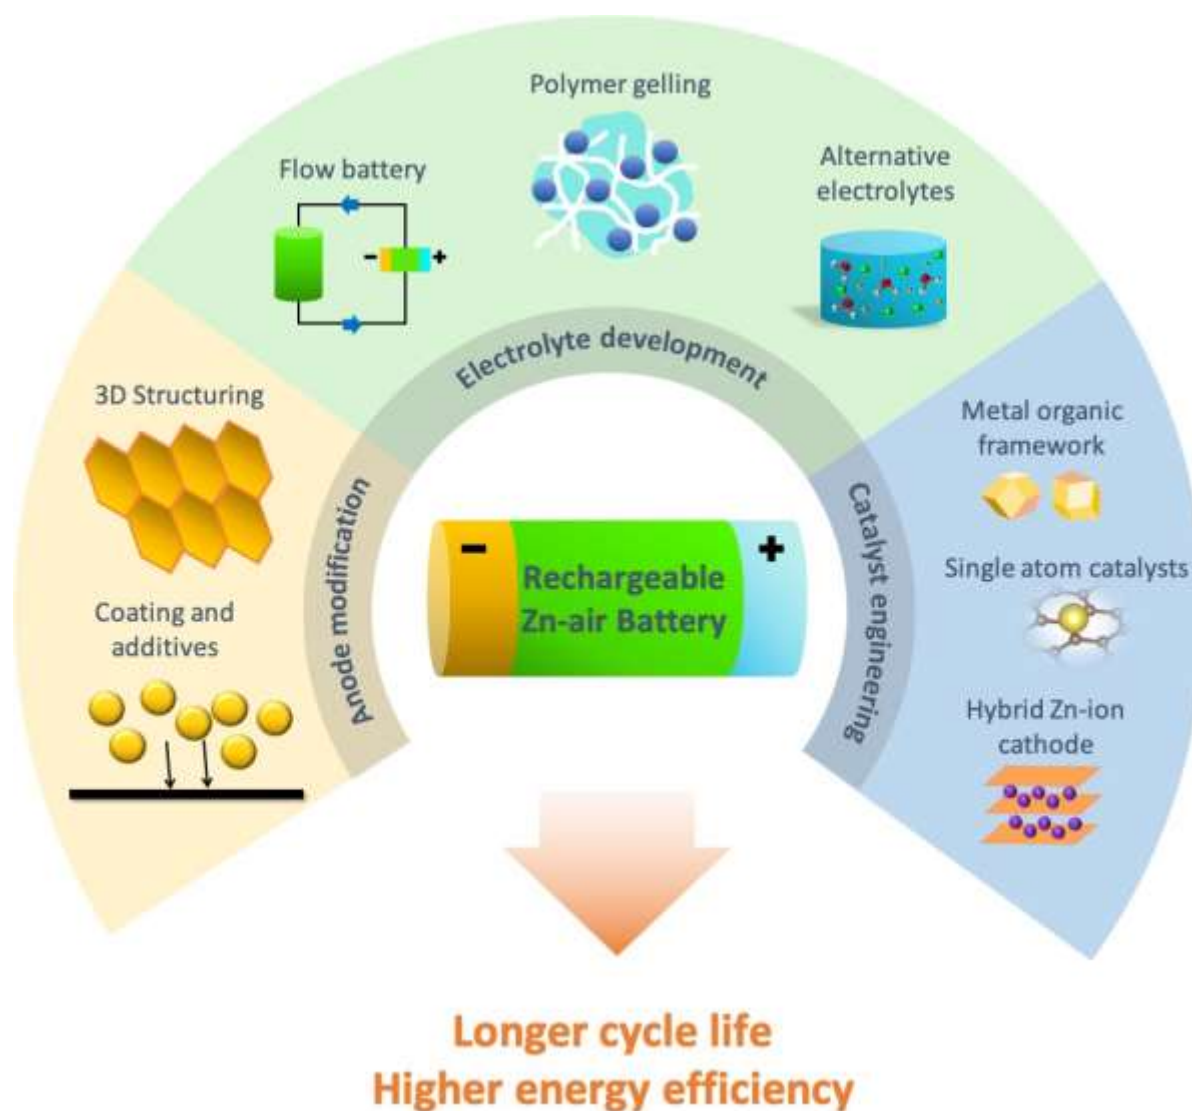 Polymer gelling
Flow battery
Alternative
electrolytes
Electrolyte development
3D Structuring
Coating and
additives
Anode modification
Metal organic
framework
Single atom catalysts
Hybrid Zn-ion
cathode
Catalyst engineering
- +
- +
Rechargeable
Zn-air Battery
Longer cycle life
Higher energy efficiency